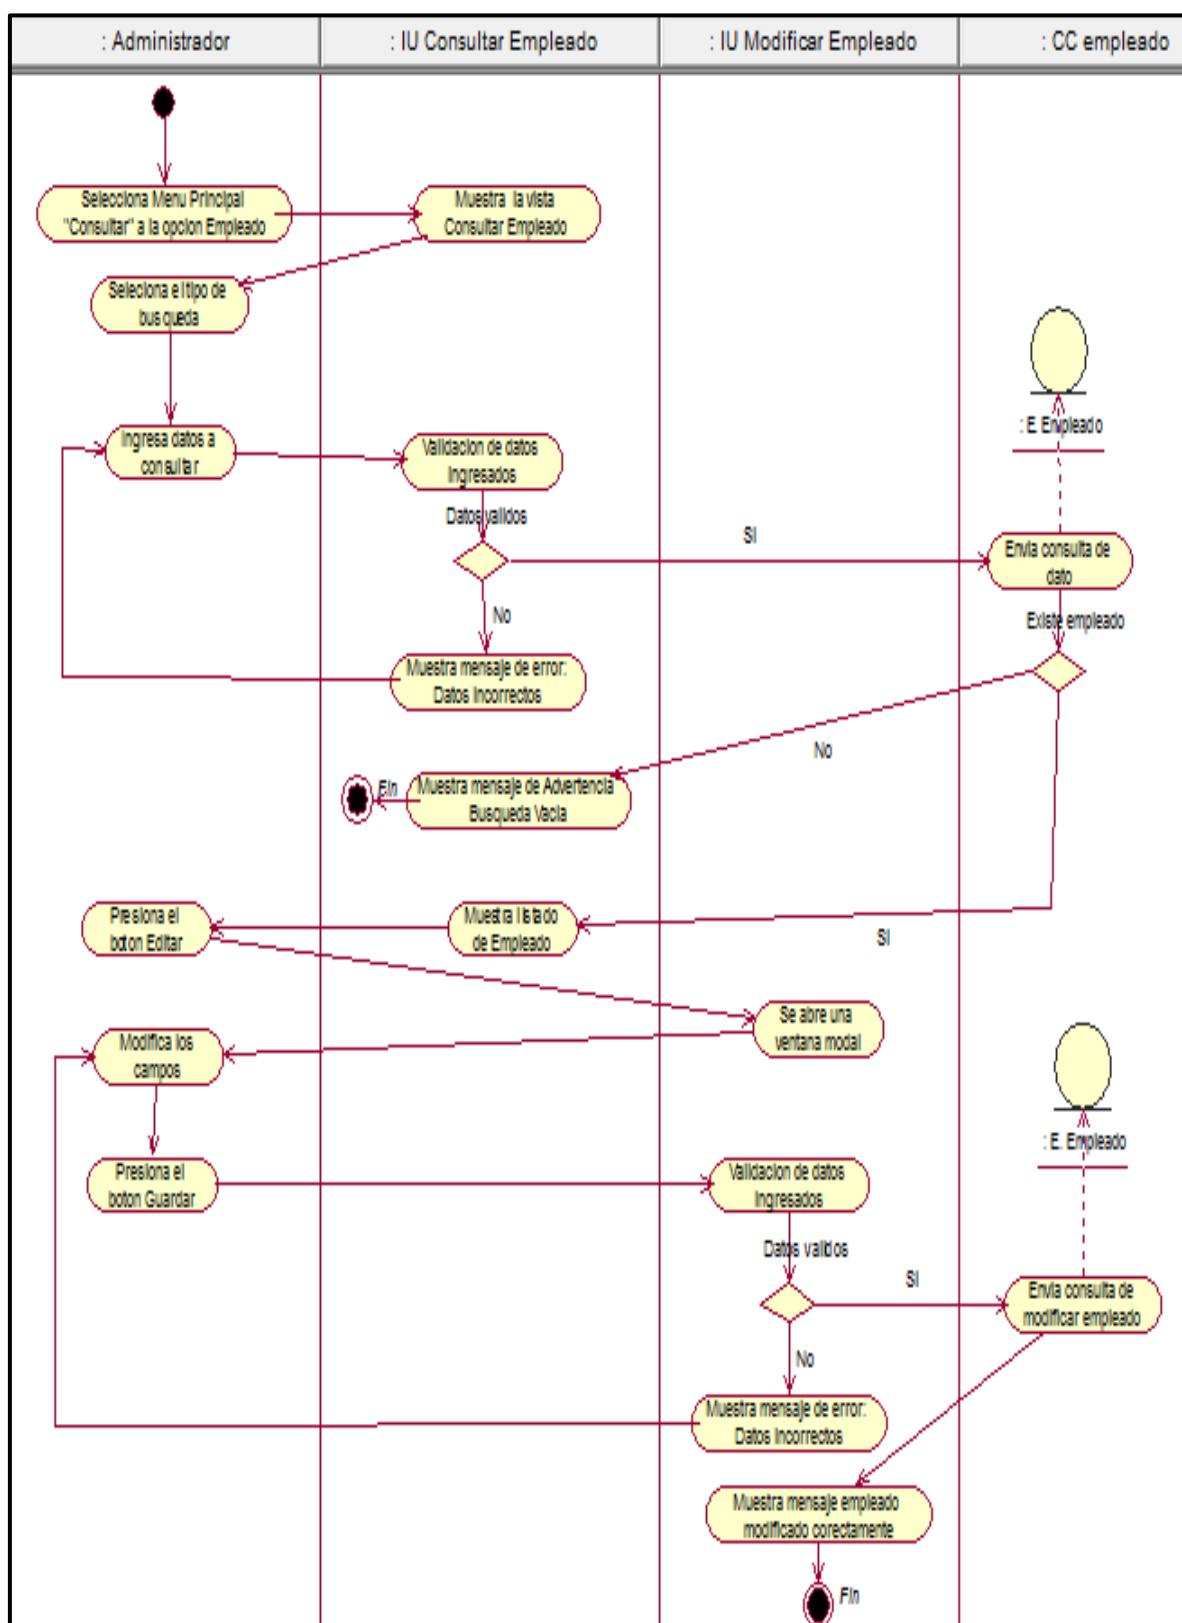 : Administrador
: IU Consultar Empleado
: IU Modificar Empleado
: CC empleado
Selecciona Menu Principal
"Consultar" a la opcion Empleado
Muestra la vista
Consultar Empleado
Seleciona el tipo de
busqueda
Ingresa datos a
consultar
Validacion de datos
Ingresados
: E. Empleado
Datos validos
SI
Envia consulta de
dato
No
Existe empleado
Muestra mensaje de error:
Datos Incorrectos
No
Fin
Muestra mensaje de Advertencia
Busqueda Vacia
Presiona el
boton Editar
Muestra listado
de Empleado
SI
Se abre una
ventana modal
Modifica los
campos
: E. Empleado
Presiona el
boton Guardar
Validacion de datos
Ingresados
Datos validos
SI
Envia consulta de
modificar empleado
No
Muestra mensaje de error:
Datos Incorrectos
Muestra mensaje empleado
modificado corectamente
Fin